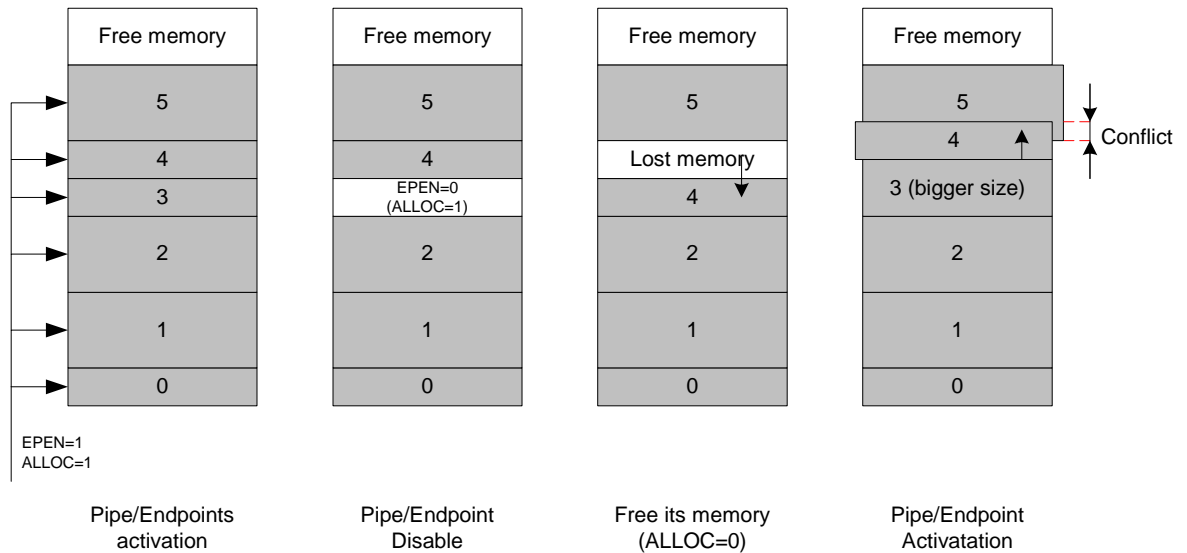 Free memory
5
4
3
2
1
0
EPEN=1
ALLOC=1
Pipe/Endpoints
activation
Free memory
5
4
EPEN=0
(ALLOC=1)
2
1
0
Pipe/Endpoint
Disable
Free memory
5
Lost memory
4
2
1
0
Free its memory
(ALLOC=0)
Free memory
5
4
Conflict
3 (bigger size)
2
1
0
Pipe/Endpoint
Activatation